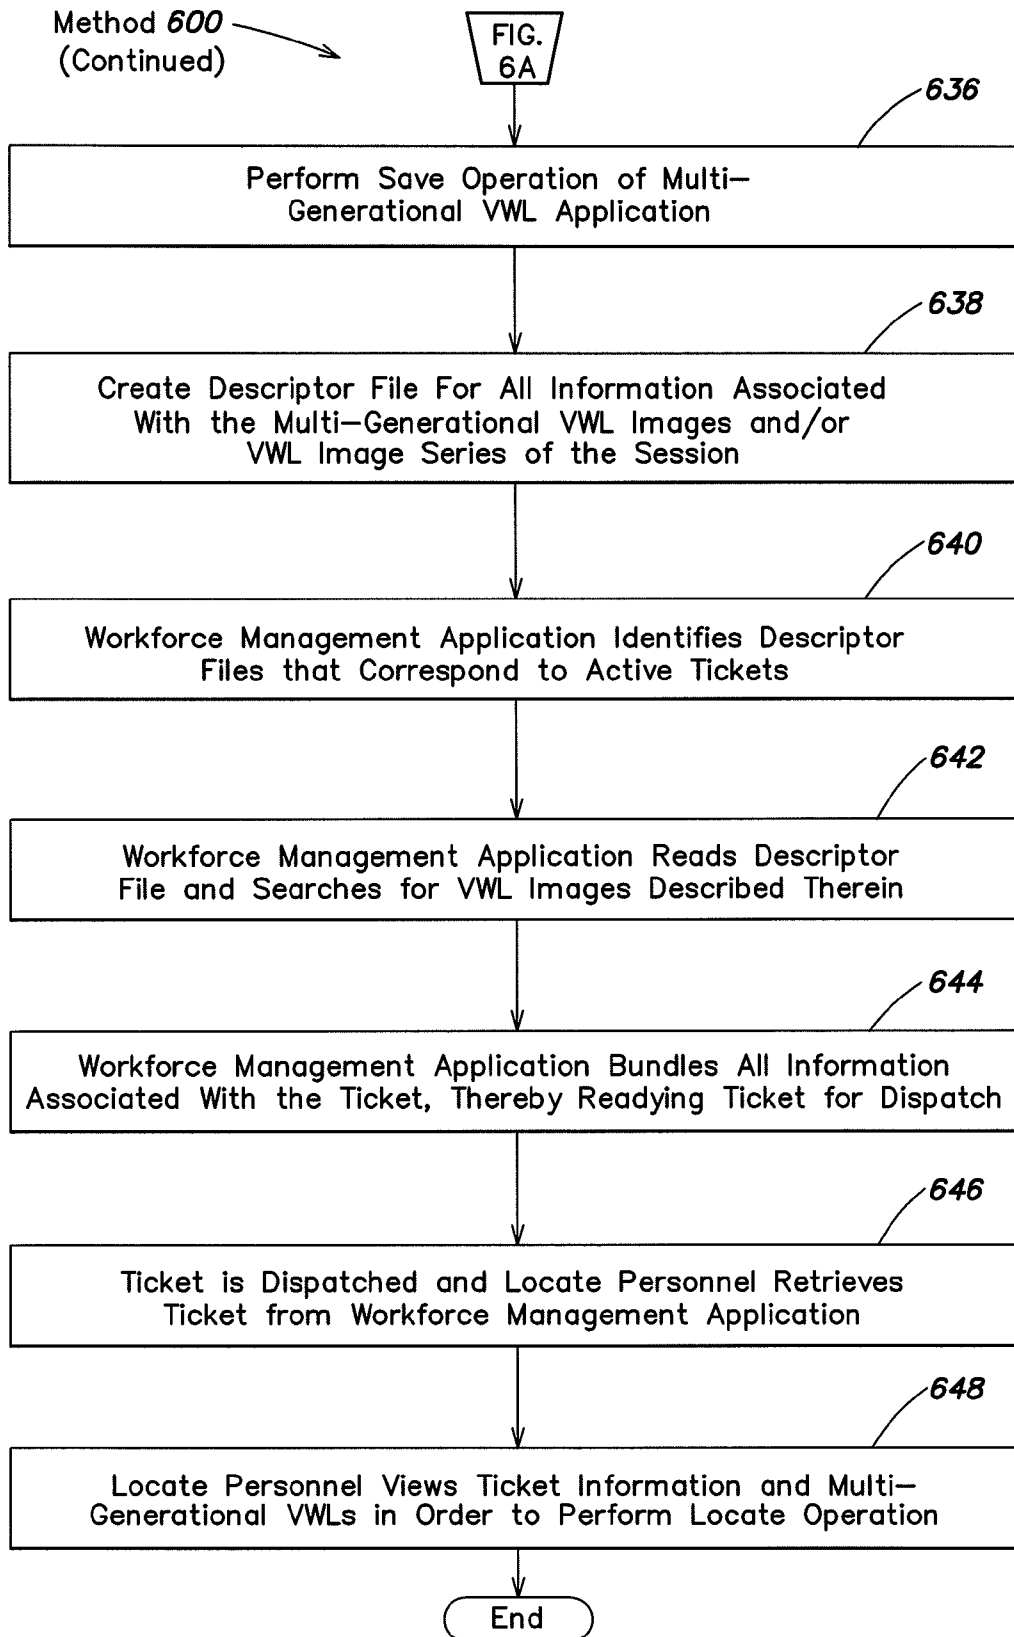 Method 600
(Continued)
FIG.
6A
636
Perform Save Operation of Multi-
Generational VWL Application
638
Create Descriptor File For All Information Associated
With the Multi-Generational VWL Images and/or
VWL Image Series of the Session
640
Workforce Management Application Identifies Descriptor
Files that Correspond to Active Tickets
642
Workforce Management Application Reads Descriptor
File and Searches for VWL Images Described Therein
644
Workforce Management Application Bundles All Information
Associated With the Ticket, Thereby Readying Ticket for Dispatch
646
Ticket is Dispatched and Locate Personnel Retrieves
Ticket from Workforce Management Application
648
Locate Personnel Views Ticket Information and Multi-
Generational VWLs in Order to Perform Locate Operation
End